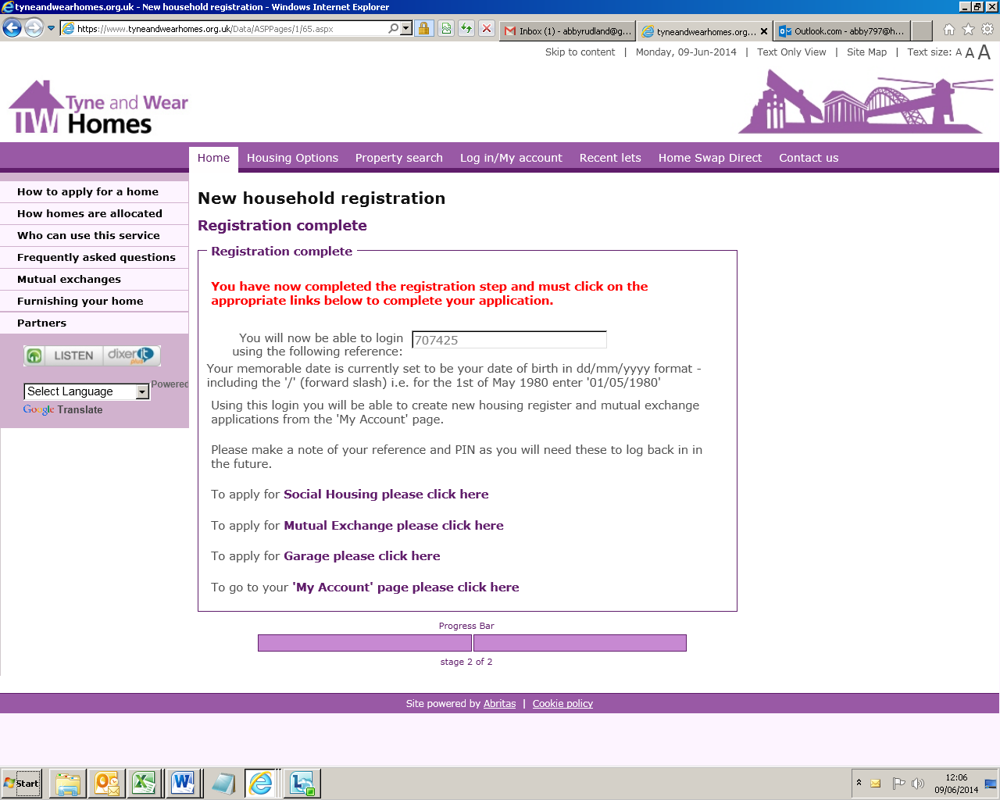 tyneandwearhomes.org.uk - New household registration - Windows Internet Explorer
https://www.tyneandwearhomes.org.uk/Data/ASPPages/1/65.aspx
Inbox (1) - abbyrudland@g...
tyneandwearhomes.org...
Outlook.com - abby797@h...
Skip to content | Monday, 09-Jun-2014 | Text Only View | Site Map | Text size: A A A
Tyne and Wear
TW Homes
Home Housing Options Property search Log in/My account Recent lets Home Swap Direct Contact us
How to apply for a home
How homes are allocated
Who can use this service
Frequently asked questions
Mutual exchanges
Furnishing your home
Partners
LISTEN dixerit plus
Select Language Powered
Google Translate
New household registration
Registration complete
Registration complete
You have now completed the registration step and must click on the
appropriate links below to complete your application.
You will now be able to login
using the following reference:
707425
Your memorable date is currently set to be your date of birth in dd/mm/yyyy format -
including the '/' (forward slash) i.e. for the 1st of May 1980 enter '01/05/1980'
Using this login you will be able to create new housing register and mutual exchange
applications from the 'My Account' page.
Please make a note of your reference and PIN as you will need these to log back in in
the future.
To apply for Social Housing please click here
To apply for Mutual Exchange please click here
To apply for Garage please click here
To go to your 'My Account' page please click here
Progress Bar
stage 2 of 2
Site powered by Abritas | Cookie policy
Start
12:06
09/06/2014